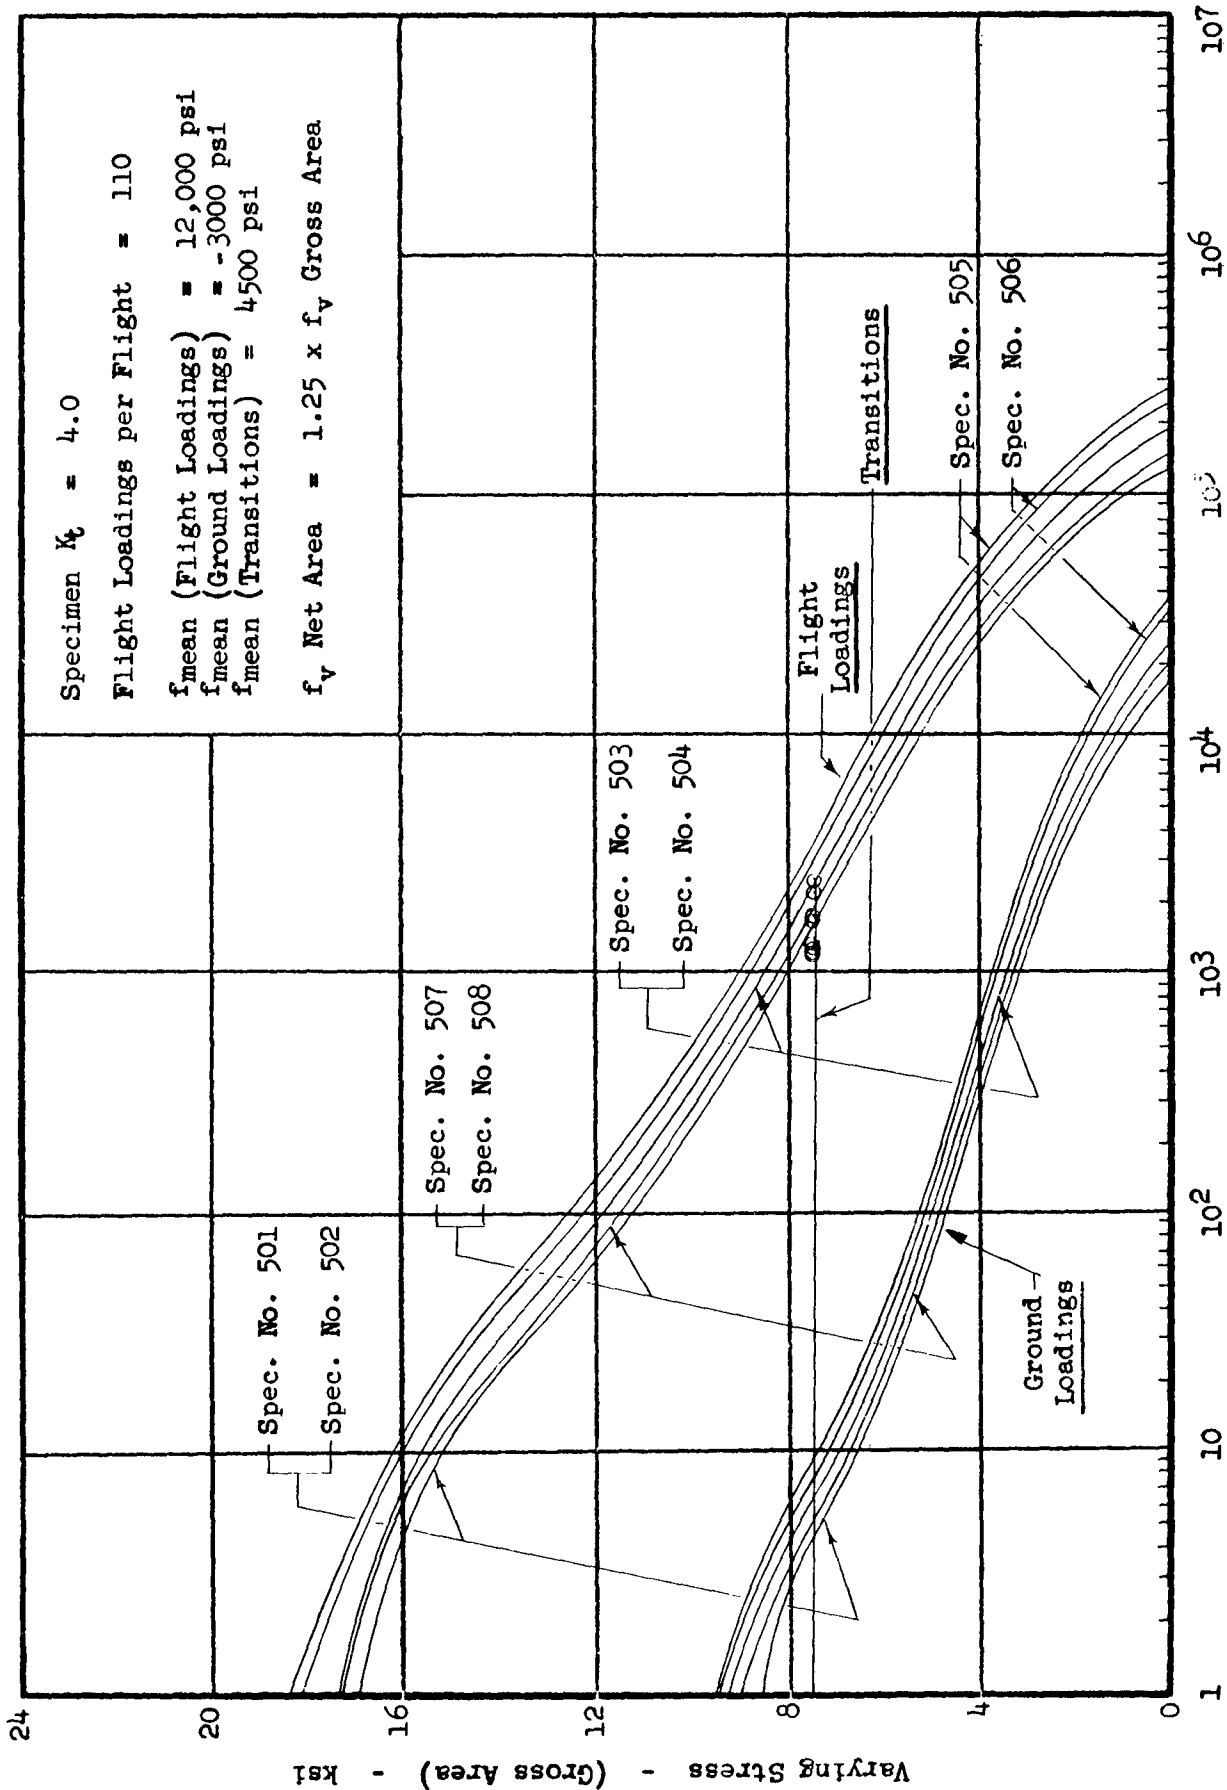 Specimen Kt = 4.0
Flight Loadings per Flight = 110
fmean (Flight Loadings) = 12,000 psi
fmean (Ground Loadings) = -3000 psi
fmean (Transitions) = 4500 psi
fv Net Area = 1.25 x fv Gross Area
Spec. No. 501
Spec. No. 502
Spec. No. 507
Spec. No. 508
Spec. No. 503
Spec. No. 504
Flight
Loadings
Transitions
Spec. No. 505
Spec. No. 506
Ground
Loadings
Varying Stress - (Gross Area) - ksi
24
20
16
12
8
4
0
1
10
10²
10³
10⁴
10⁵
10⁶
10⁷